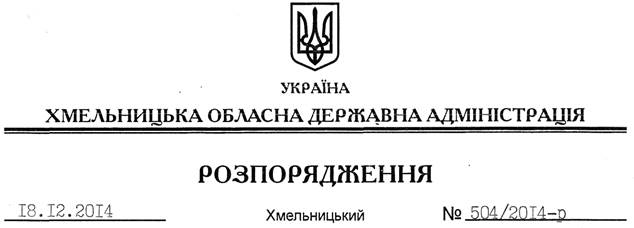 УКРАЇНА
ХМЕЛЬНИЦЬКА ОБЛАСНА ДЕРЖАВНА АДМІНІСТРАЦІЯ
РОЗПОРЯДЖЕННЯ
18.12.2014 Хмельницький № 504/2014-р